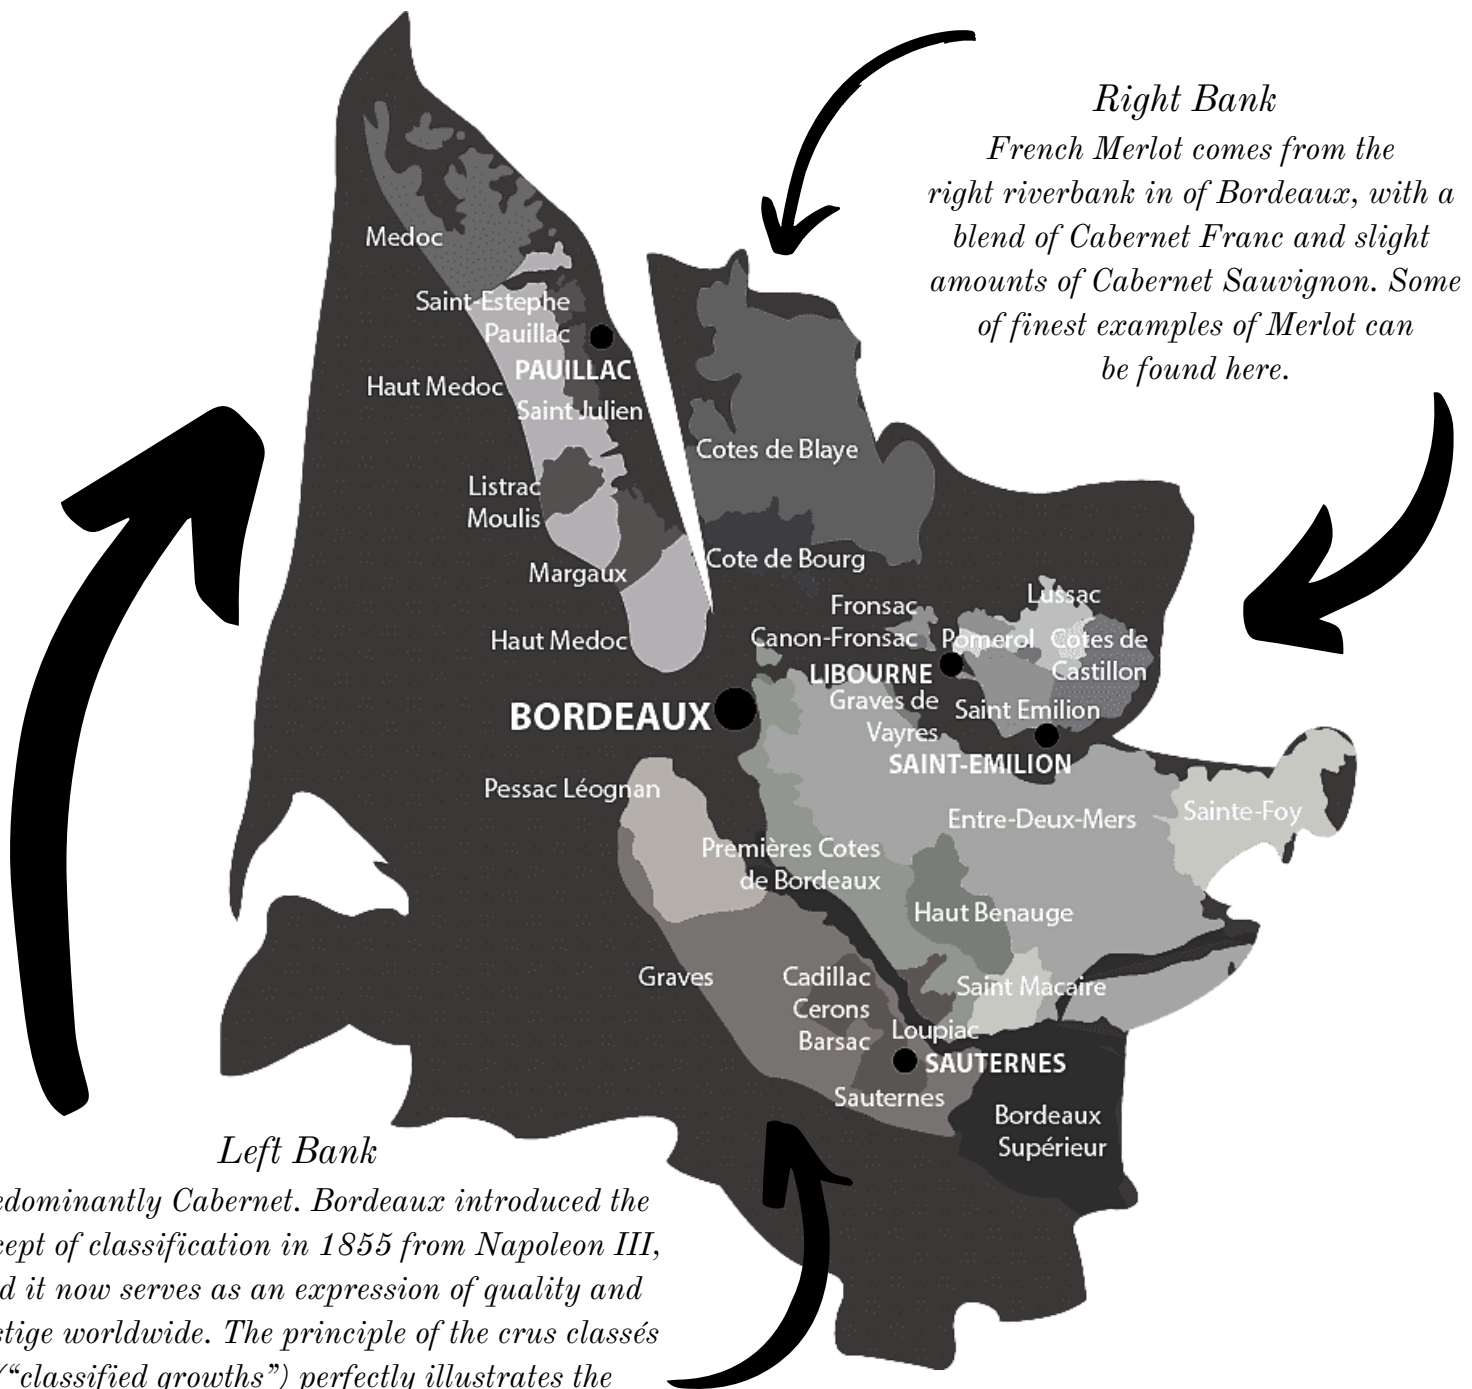 Right Bank
French Merlot comes from the
right riverbank in of Bordeaux, with a
blend of Cabernet Franc and slight
amounts of Cabernet Sauvignon. Some
of finest examples of Merlot can
be found here.
Medoc
Saint-Estephe
Pauillac
PAUILLAC
Haut Medoc
Saint Julien
Cotes de Blaye
Listrac
Moulis
Cote de Bourg
Margaux
Lussac
Fronsac
Haut Medoc
Canon-Fronsac
Pomerol
Cotes de
Castillon
LIBOURNE
Graves de
Vayres
Saint Emilion
BORDEAUX
SAINT-EMILION
Pessac Léognan
Entre-Deux-Mers
Sainte-Foy
Premières Cotes
de Bordeaux
Haut Benauge
Graves
Cadillac
Cerons
Barsac
Saint Macaire
Loupiac
SAUTERNES
Sauternes
Bordeaux
Supérieur
Left Bank
edominantly Cabernet. Bordeaux introduced the
cept of classification in 1855 from Napoleon III,
d it now serves as an expression of quality and
stige worldwide. The principle of the crus classés
(“classified growths”) perfectly illustrates the